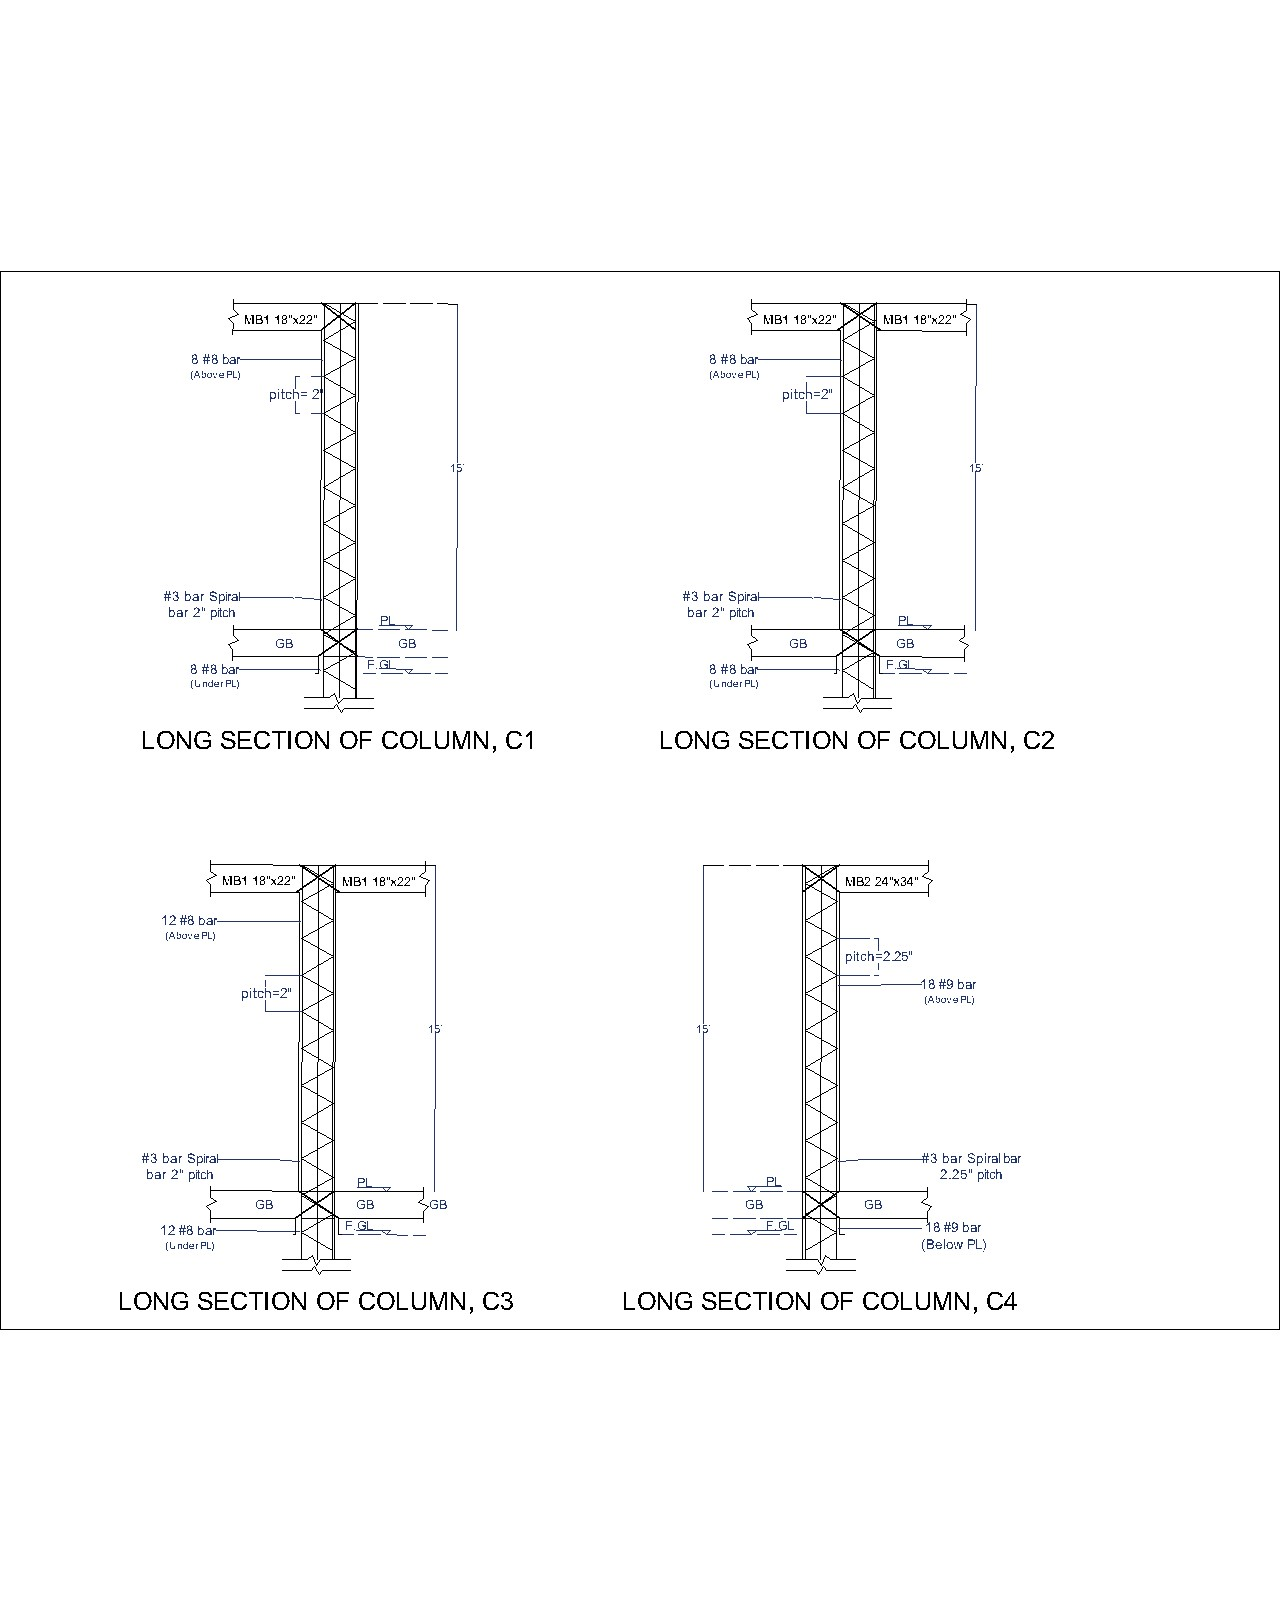 MB1 18"x22"
8 #8 bar
(Above PL)
pitch= 2"
15'
#3 bar Spiral
bar 2" pitch
PL
GB
GB
F.GL
8 #8 bar
(Under PL)
LONG SECTION OF COLUMN, C1
MB1 18"x22"
MB1 18"x22"
8 #8 bar
(Above PL)
pitch=2"
15'
#3 bar Spiral
bar 2" pitch
PL
GB
GB
F.GL
8 #8 bar
(Under PL)
LONG SECTION OF COLUMN, C2
MB1 18"x22"
MB1 18"x22"
12 #8 bar
(Above PL)
pitch=2"
15'
#3 bar Spiral
bar 2" pitch
PL
GB
GB
GB
F.GL
12 #8 bar
(Under PL)
LONG SECTION OF COLUMN, C3
MB2 24"x34"
pitch=2.25"
18 #9 bar
(Above PL)
15'
#3 bar Spiral bar
2.25" pitch
PL
GB
GB
F.GL
18 #9 bar
(Below PL)
LONG SECTION OF COLUMN, C4